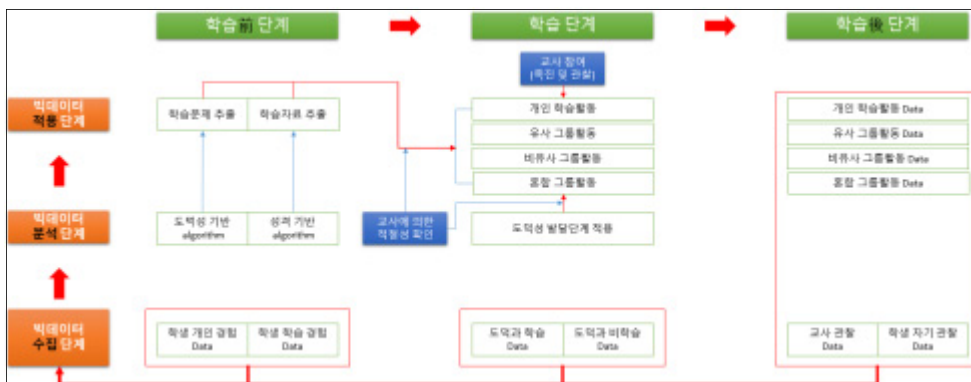 학습前 단계
학습 단계
학습後 단계
교사 참여
(촉진 및 관찰)
빅데이터
적용 단계
학습문제 추출
학습자료 추출
개인 학습활동
유사 그룹활동
비유사 그룹활동
혼합 그룹활동
개인 학습활동 Data
유사 그룹활동 Data
비유사 그룹활동 Data
혼합 그룹활동 Data
빅데이터
분석 단계
도덕성 기반
algorithm
성격 기반
algorithm
교사에 의한
적절성 확인
도덕성 발달단계 적용
빅데이터
수집 단계
학생 개인 경험
Data
학생 학습 경험
Data
도덕과 학습
Data
도덕과 비학습
Data
교사 관찰
Data
학생 자기 관찰
Data